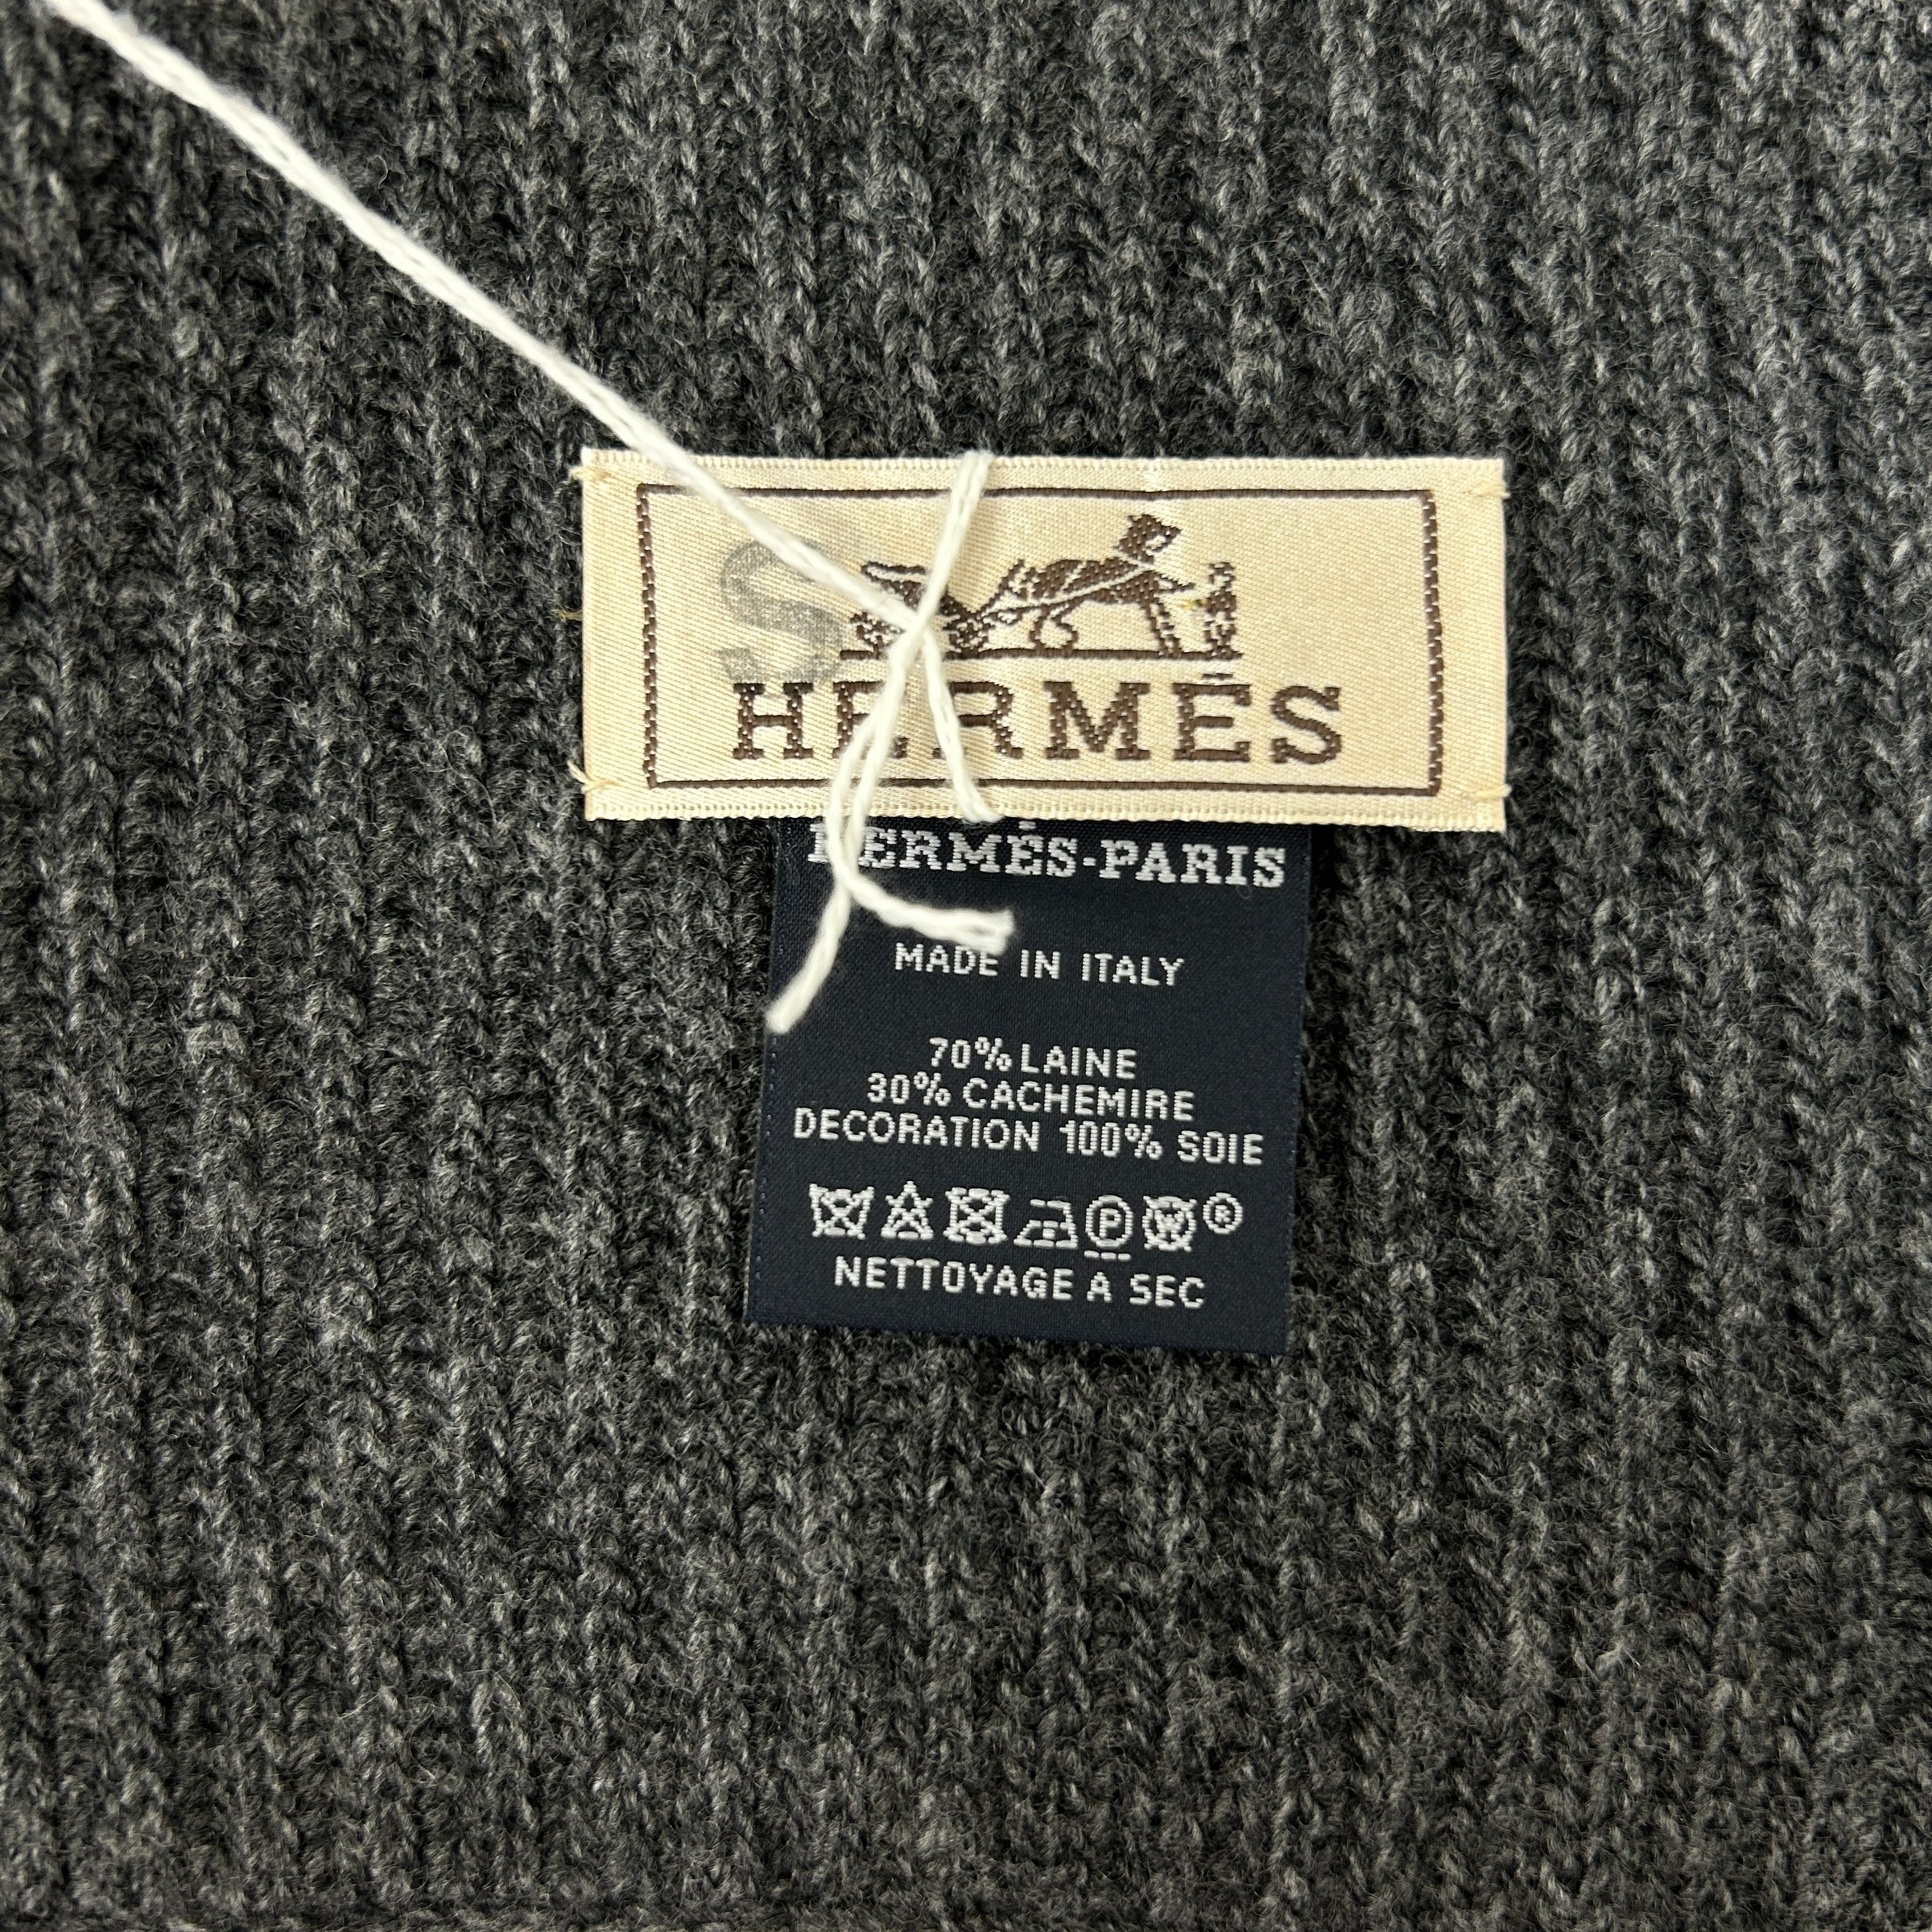 S
HERMÈS
HERMÈS-PARIS
MADE IN ITALY
70% LAINE
30% CACHEMIRE
DECORATION 100% SOIE
P W ®
NETTOYAGE A SEC